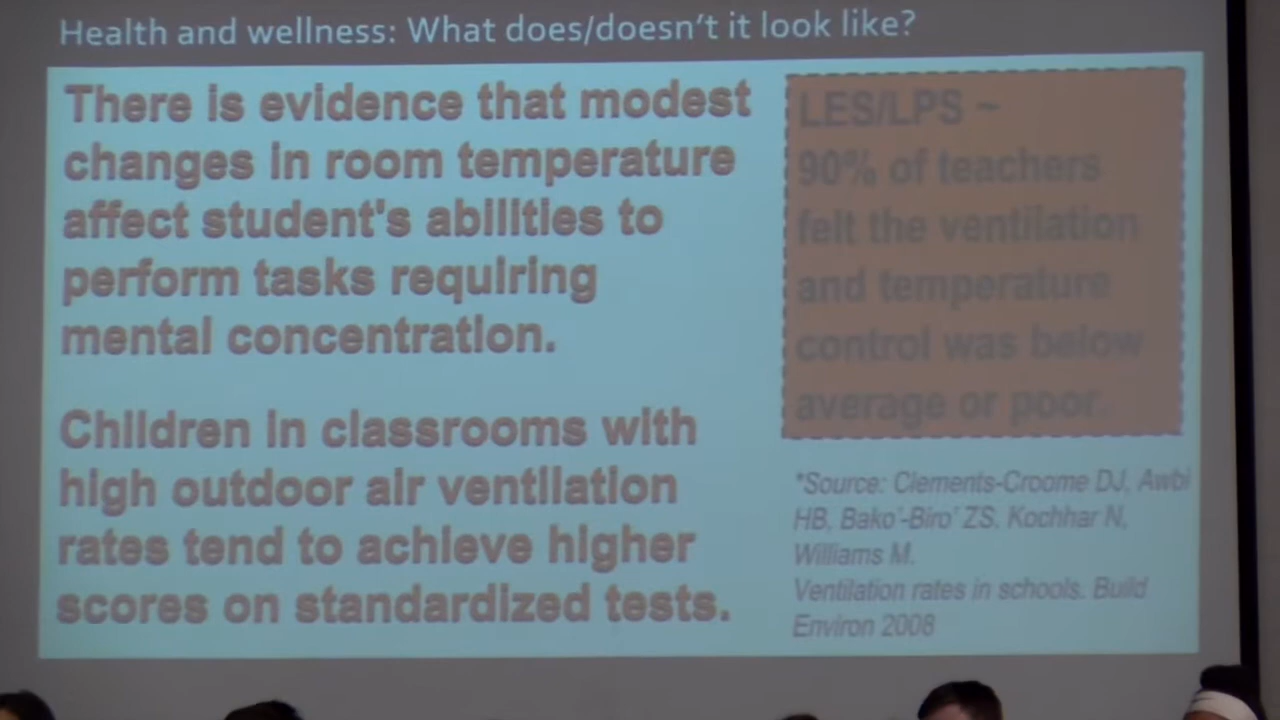 Health and wellness: What does/doesn't it look like?
There is evidence that modest
changes in room temperature
affect student's abilities to
perform tasks requiring
mental concentration.
Children in classrooms with
high outdoor air ventilation
rates tend to achieve higher
scores on standardized tests.
LES/LPS –
90% of teachers
felt the ventilation
and temperature
control was below
average or poor.
*Source: Clements-Croome DJ, Awbi
HB, Bako'-Biro' ZS, Kochhar N,
Williams M.
Ventilation rates in schools. Build
Environ 2008